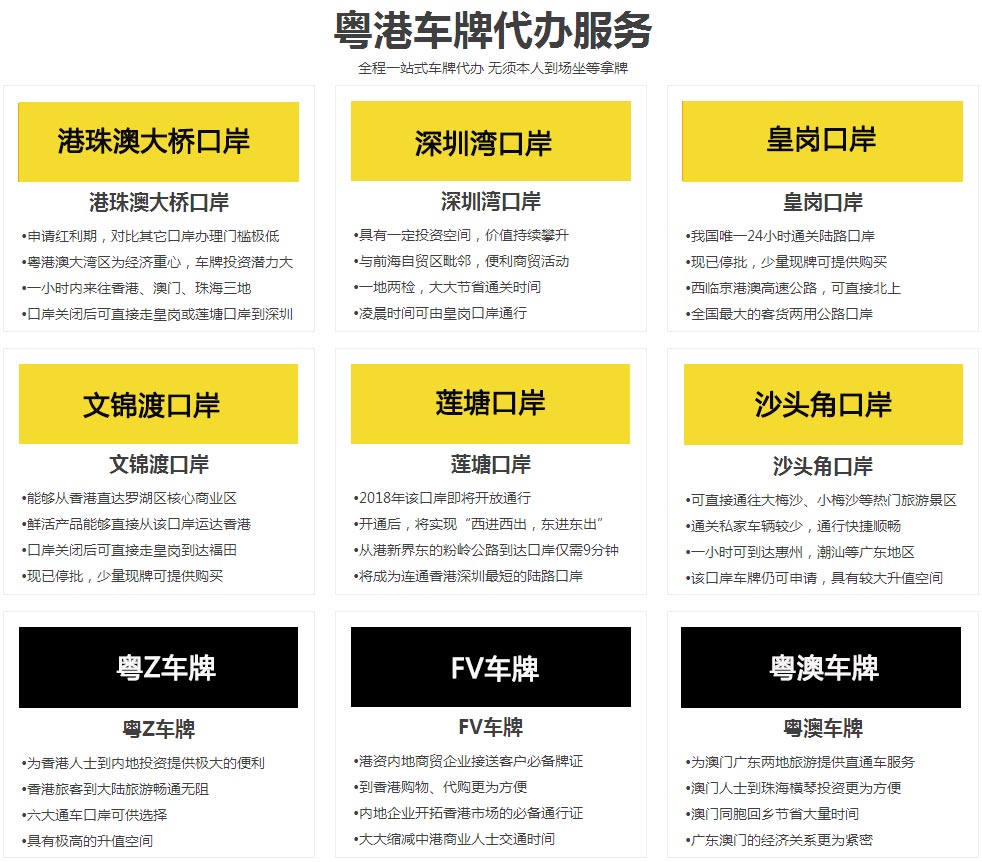 粤港车牌代办服务
全程一站式车牌代办 无须本人到场坐等拿牌
港珠澳大桥口岸
港珠澳大桥口岸
•申请红利期，对比其它口岸办理门槛极低
•粤港澳大湾区为经济重心，车牌投资潜力大
•一小时内来往香港、澳门、珠海三地
•口岸关闭后可直接走皇岗或莲塘口岸到深圳
深圳湾口岸
深圳湾口岸
•具有一定投资空间，价值持续攀升
•与前海自贸区毗邻，便利商贸活动
•一地两检，大大节省通关时间
•凌晨时间可由皇岗口岸通行
皇岗口岸
皇岗口岸
•我国唯一24小时通关陆路口岸
•现已停批，少量现牌可提供购买
•西临京港澳高速公路，可直接北上
•全国最大的客货两用公路口岸
文锦渡口岸
文锦渡口岸
•能够从香港直达罗湖区核心商业区
•鲜活产品能够直接从该口岸运达香港
•口岸关闭后可直接走皇岗到达福田
•现已停批，少量现牌可提供购买
莲塘口岸
莲塘口岸
•2018年该口岸即将开放通行
•开通后，将实现“西进西出，东进东出”
•从港新界东的粉岭公路到达口岸仅需9分钟
•将成为连通香港深圳最短的陆路口岸
沙头角口岸
沙头角口岸
•可直接通往大梅沙、小梅沙等热门旅游景区
•通关私家车辆较少，通行快捷顺畅
•一小时可到达惠州，潮汕等广东地区
•该口岸车牌仍可申请，具有较大升值空间
粤Z车牌
粤Z车牌
•为香港人士到内地投资提供极大的便利
•香港旅客到大陆旅游畅通无阻
•六大通车口岸可供选择
•具有极高的升值空间
FV车牌
FV车牌
•港资内地商贸企业接送客户必备牌证
•到香港购物、代购更为方便
•内地企业开拓香港市场的必备通行证
•大大缩减中港商业人士交通时间
粤澳车牌
粤澳车牌
•为澳门广东两地旅游提供直通车服务
•澳门人士到珠海横琴投资更为方便
•澳门同胞回乡节省大量时间
•广东澳门的经济关系更为紧密